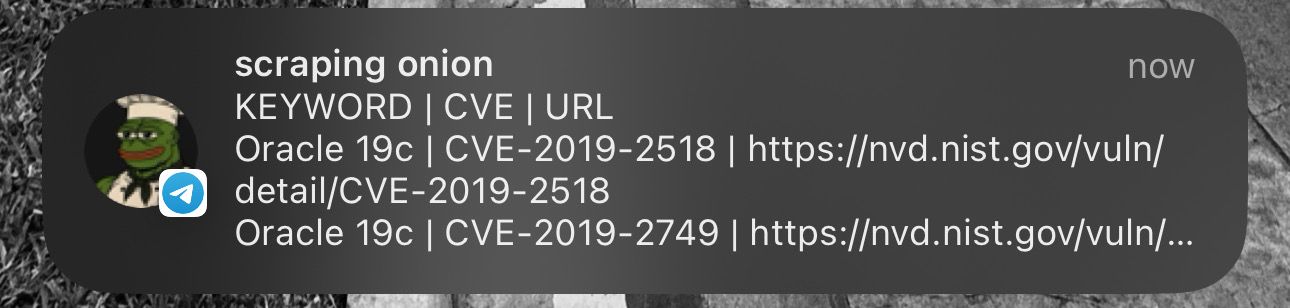 scraping onion
now
KEYWORD | CVE | URL
Oracle 19c | CVE-2019-2518 | https://nvd.nist.gov/vuln/
detail/CVE-2019-2518
Oracle 19c | CVE-2019-2749 | https://nvd.nist.gov/vuln/...